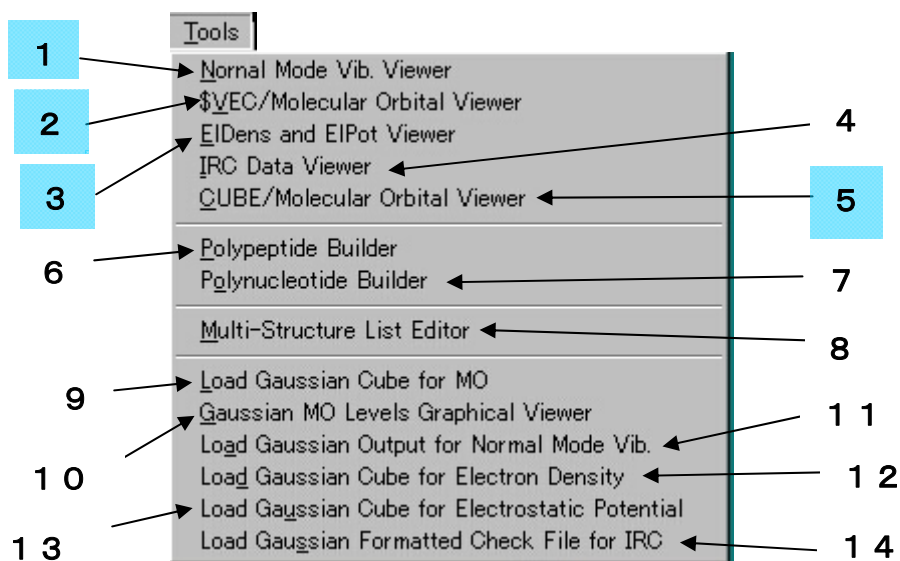 Tools
1
Nornal Mode Vib. Viewer
2
$VEC/Molecular Orbital Viewer
3
ElDens and ElPot Viewer
4
IRC Data Viewer
5
CUBE/Molecular Orbital Viewer
6
Polypeptide Builder
7
Polynucleotide Builder
8
Multi-Structure List Editor
9
Load Gaussian Cube for MO
10
Gaussian MO Levels Graphical Viewer
11
Load Gaussian Output for Normal Mode Vib.
12
Load Gaussian Cube for Electron Density
13
Load Gaussian Cube for Electrostatic Potential
14
Load Gaussian Formatted Check File for IRC